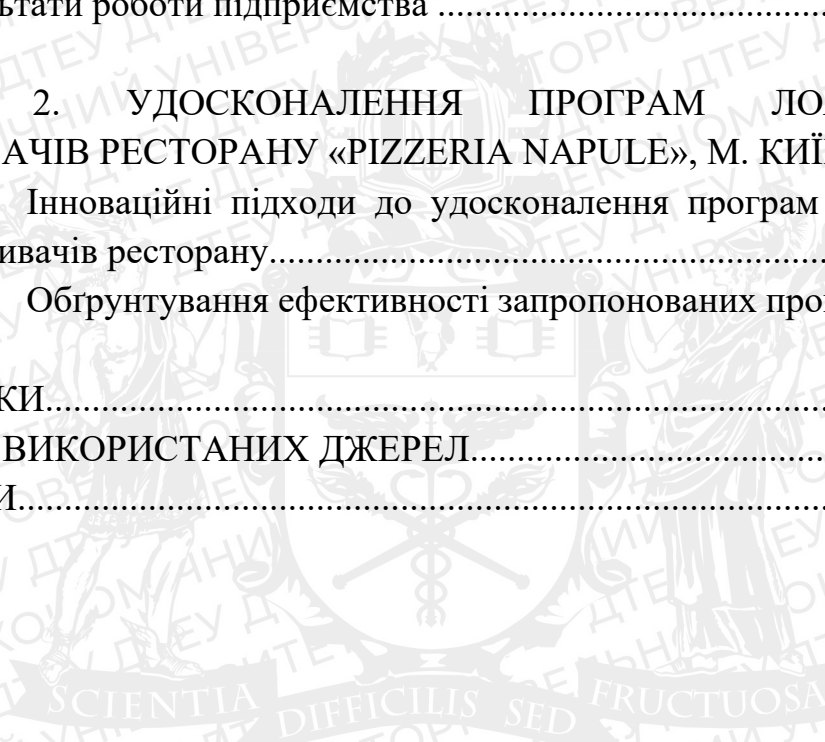 льтати роботи підприємства ................................................
2. УДОСКОНАЛЕННЯ ПРОГРАМ ЛО
АЧІВ РЕСТОРАНУ «PIZZERIA NAPULE», М. КИЇ
Інноваційні підходи до удосконалення програм
ивачів ресторану................................................................
Обґрунтування ефективності запропонованих про
КИ................................................................................
ВИКОРИСТАНИХ ДЖЕРЕЛ........................................
И..................................................................................
SCIENTIA DIFFICILIS SED FRUCTUOSA